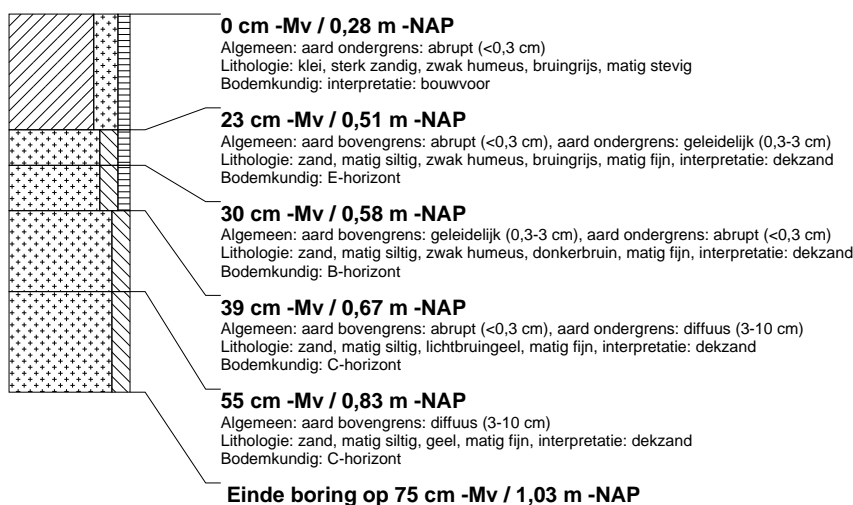 0 cm -Mv / 0,28 m -NAP
Algemeen: aard ondergrens: abrupt (<0,3 cm)
Lithologie: klei, sterk zandig, zwak humeus, bruingrijs, matig stevig
Bodemkundig: interpretatie: bouwvoor
23 cm -Mv / 0,51 m -NAP
Algemeen: aard bovengrens: abrupt (<0,3 cm), aard ondergrens: geleidelijk (0,3-3 cm)
Lithologie: zand, matig siltig, zwak humeus, bruingrijs, matig fijn, interpretatie: dekzand
Bodemkundig: E-horizont
30 cm -Mv / 0,58 m -NAP
Algemeen: aard bovengrens: geleidelijk (0,3-3 cm), aard ondergrens: abrupt (<0,3 cm)
Lithologie: zand, matig siltig, zwak humeus, donkerbruin, matig fijn, interpretatie: dekzand
Bodemkundig: B-horizont
39 cm -Mv / 0,67 m -NAP
Algemeen: aard bovengrens: abrupt (<0,3 cm), aard ondergrens: diffuus (3-10 cm)
Lithologie: zand, matig siltig, lichtbruingeel, matig fijn, interpretatie: dekzand
Bodemkundig: C-horizont
55 cm -Mv / 0,83 m -NAP
Algemeen: aard bovengrens: diffuus (3-10 cm)
Lithologie: zand, matig siltig, geel, matig fijn, interpretatie: dekzand
Bodemkundig: C-horizont
Einde boring op 75 cm -Mv / 1,03 m -NAP